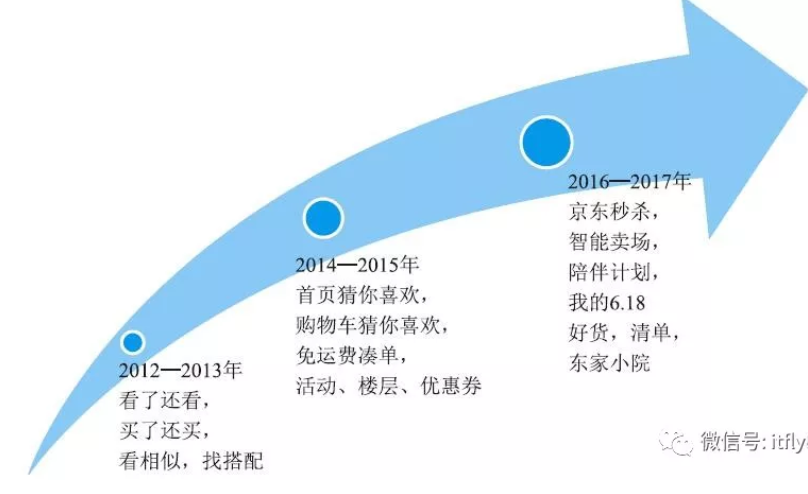 2012—2013年
看了还看，
买了还买，
看相似，找搭配
2014—2015年
首页猜你喜欢，
购物车猜你喜欢，
免运费凑单，
活动、楼层、优惠券
2016—2017年
京东秒杀，
智能卖场，
陪伴计划，
我的6.18
好货，清单，
东家小院
微信号: itfly